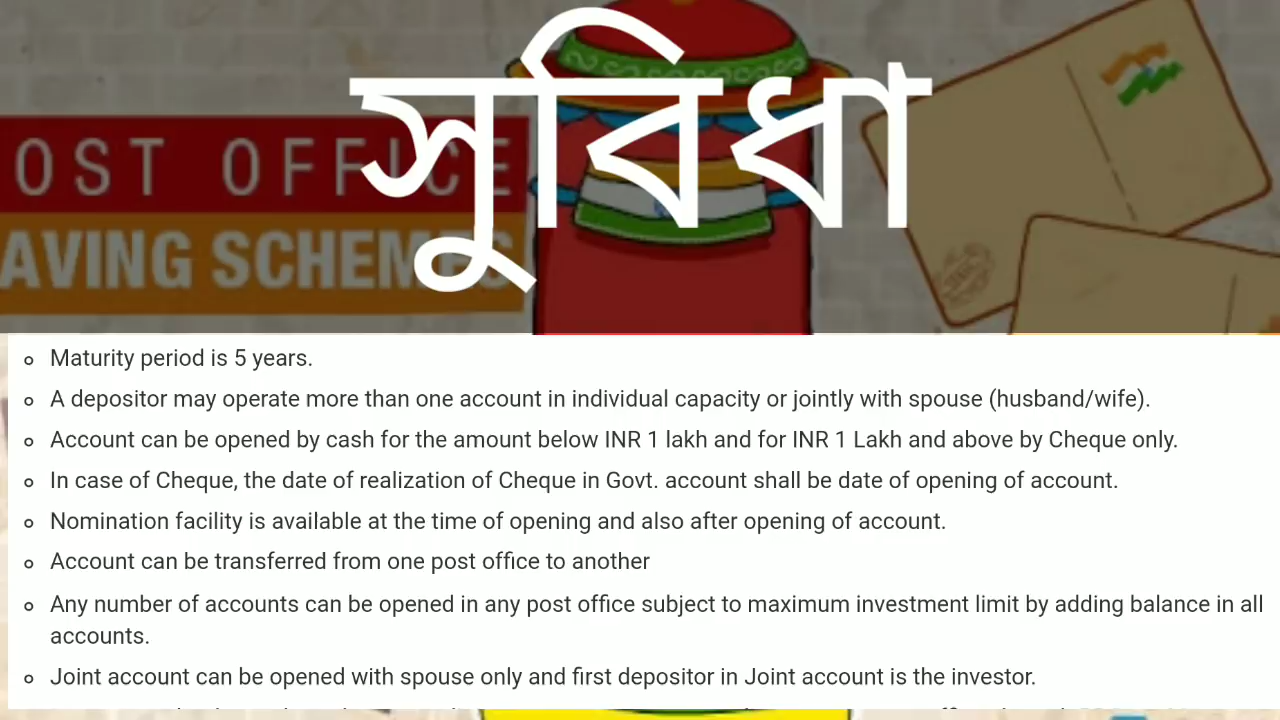 সুবিধা
OST OFFICE
AVING SCHEMES
Maturity period is 5 years.
A depositor may operate more than one account in individual capacity or jointly with spouse (husband/wife).
Account can be opened by cash for the amount below INR 1 lakh and for INR 1 Lakh and above by Cheque only.
In case of Cheque, the date of realization of Cheque in Govt. account shall be date of opening of account.
Nomination facility is available at the time of opening and also after opening of account.
Account can be transferred from one post office to another
Any number of accounts can be opened in any post office subject to maximum investment limit by adding balance in all
accounts.
Joint account can be opened with spouse only and first depositor in Joint account is the investor.